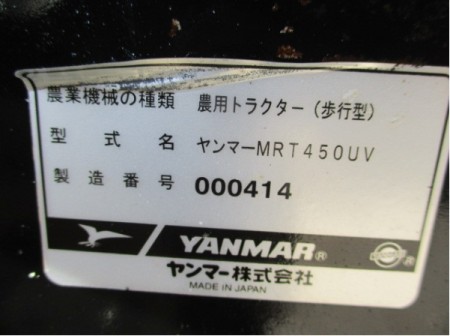 農業機械の種類 農用トラクター(歩行型)
型式名 ヤンマーMRT450UV
製造番号 000414
YANMAR®
®
ヤンマー株式会社
MADE IN JAPAN